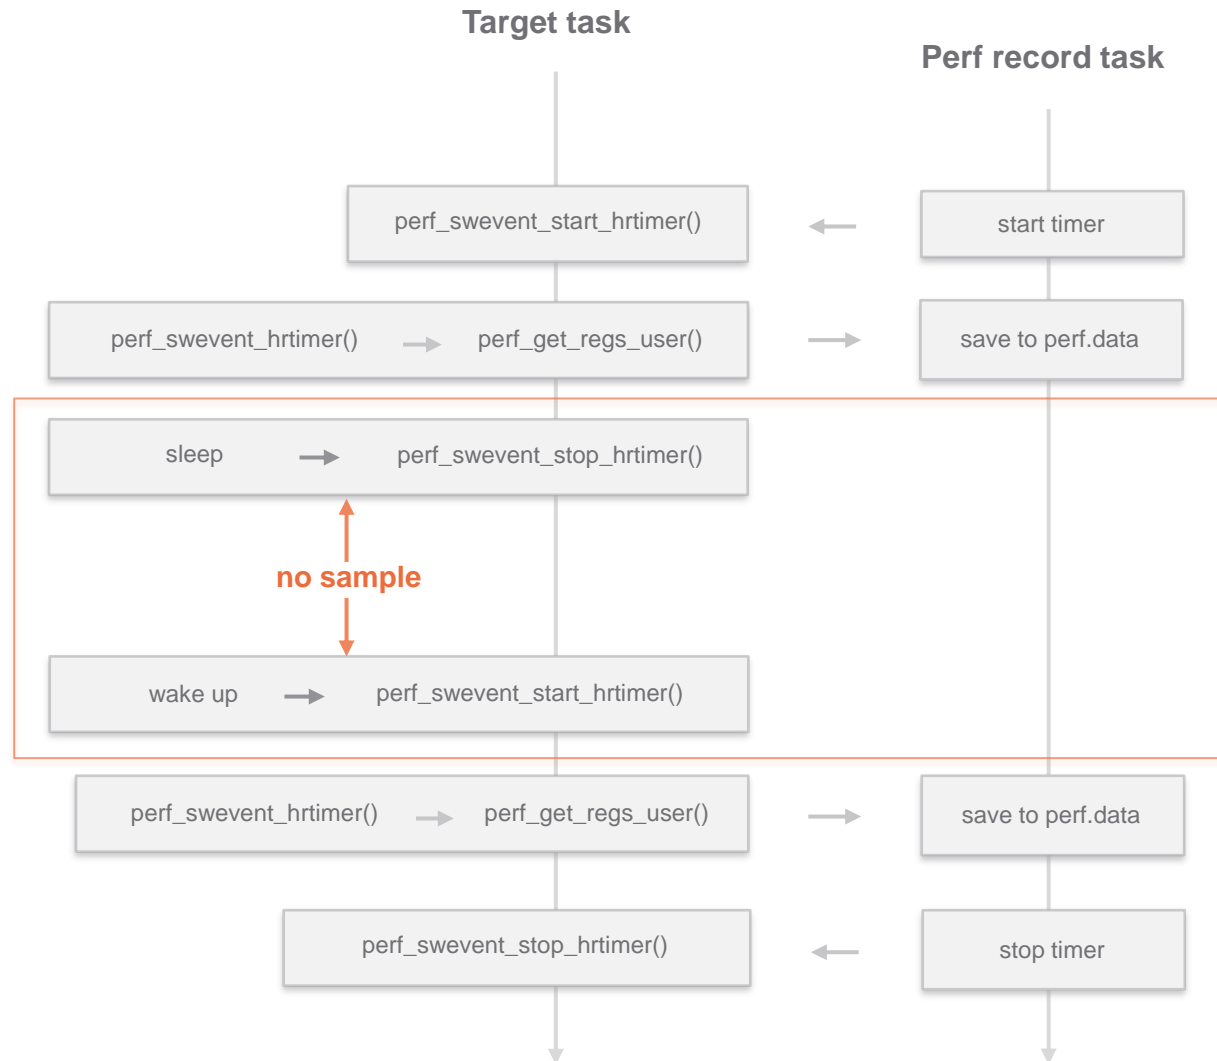 Target task
Perf record task
perf_swevent_start_hrtimer()
start timer
perf_swevent_hrtimer()
perf_get_regs_user()
save to perf.data
sleep
perf_swevent_stop_hrtimer()
no sample
wake up
perf_swevent_start_hrtimer()
perf_swevent_hrtimer()
perf_get_regs_user()
save to perf.data
perf_swevent_stop_hrtimer()
stop timer